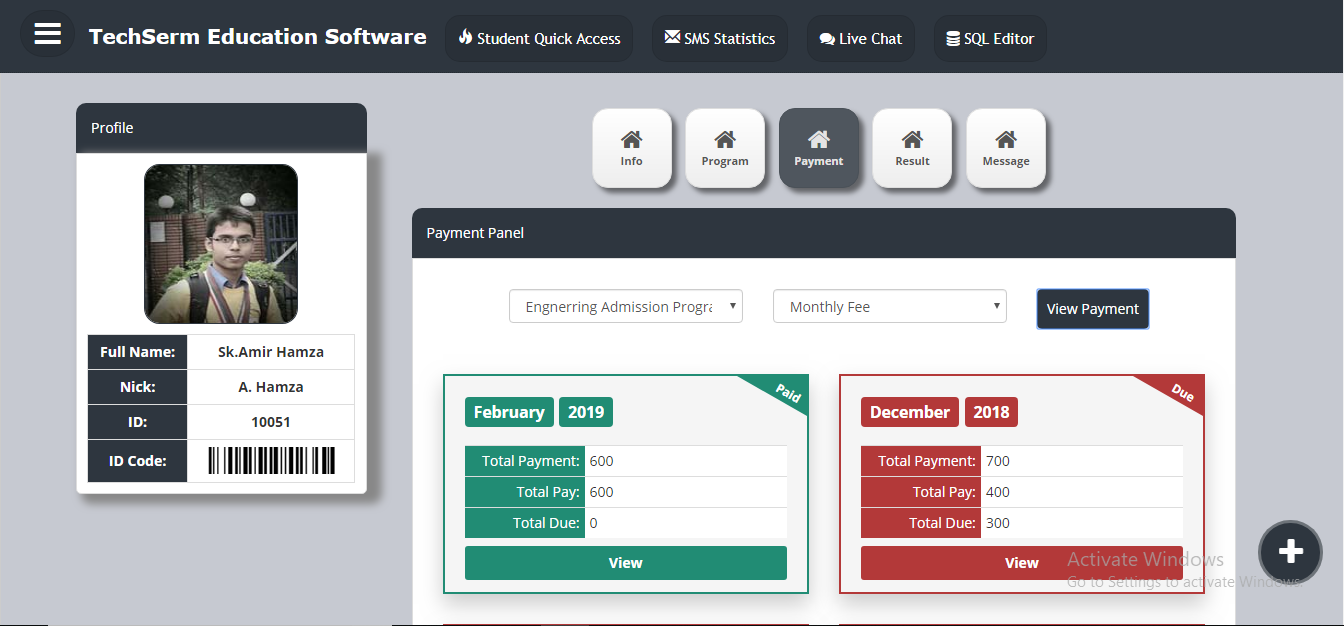 TechSerm Education Software
Student Quick Access
SMS Statistics
Live Chat
SQL Editor
Profile
Full Name: Sk.Amir Hamza
Nick: A. Hamza
ID: 10051
ID Code:
Info
Program
Payment
Result
Message
Payment Panel
Engnerring Admission Progra
Monthly Fee
View Payment
Paid
February 2019
Total Payment: 600
Total Pay: 600
Total Due: 0
View
Due
December 2018
Total Payment: 700
Total Pay: 400
Total Due: 300
View
Activate Windows
Go to Settings to activate Windows.